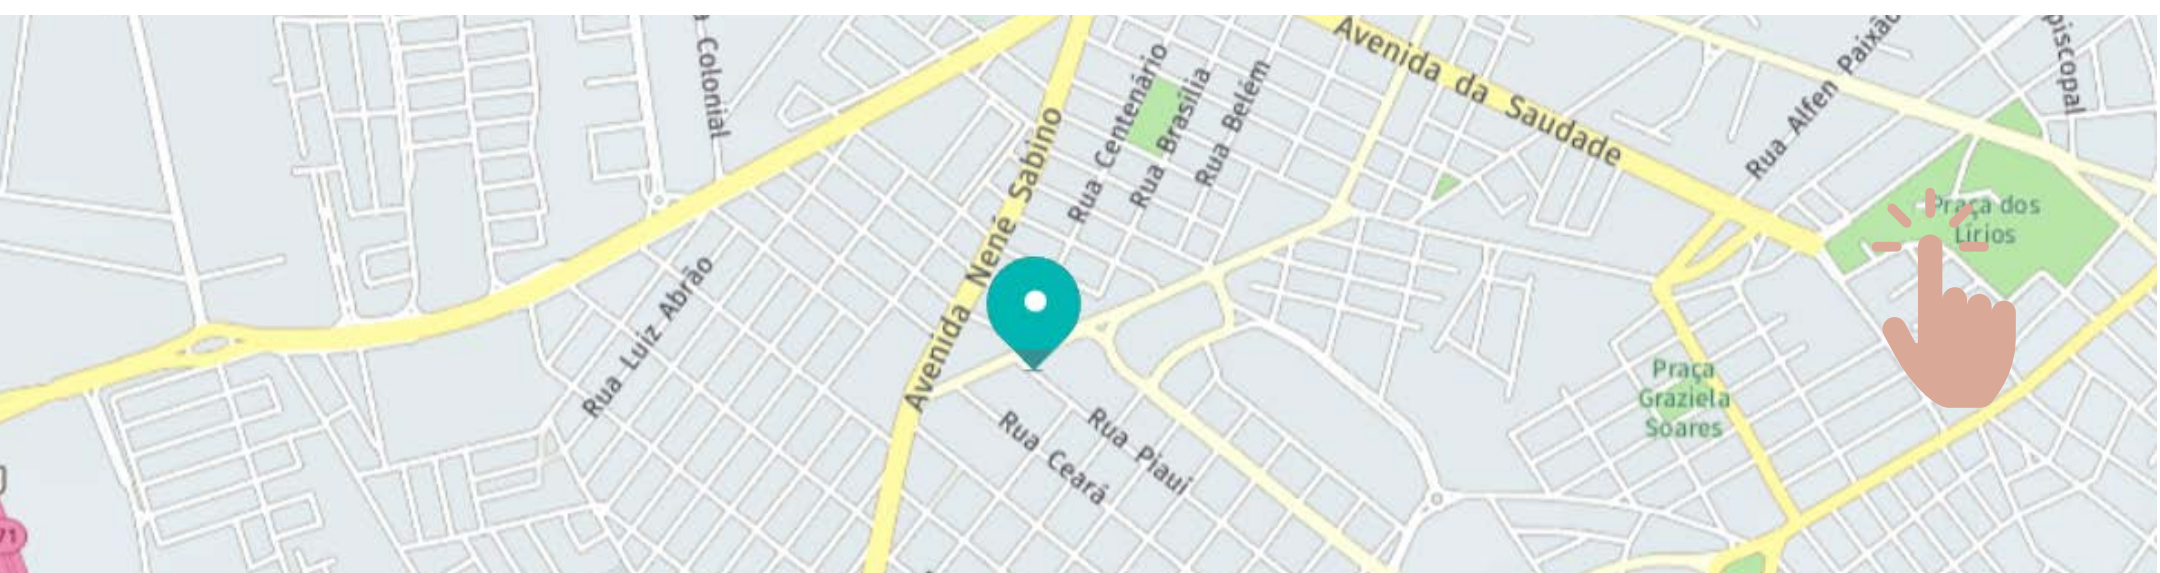 a Colonial
Avenida da Saudade
Rua Alfen Paixão
piscopal
Rua Centenário
Rua Brasília
Rua Belém
Avenida Nenê Sabino
Praça dos
Lírios
Rua Luiz Abrão
Praça
Graziela
Soares
Rua Ceará
Rua Piauí
g
71